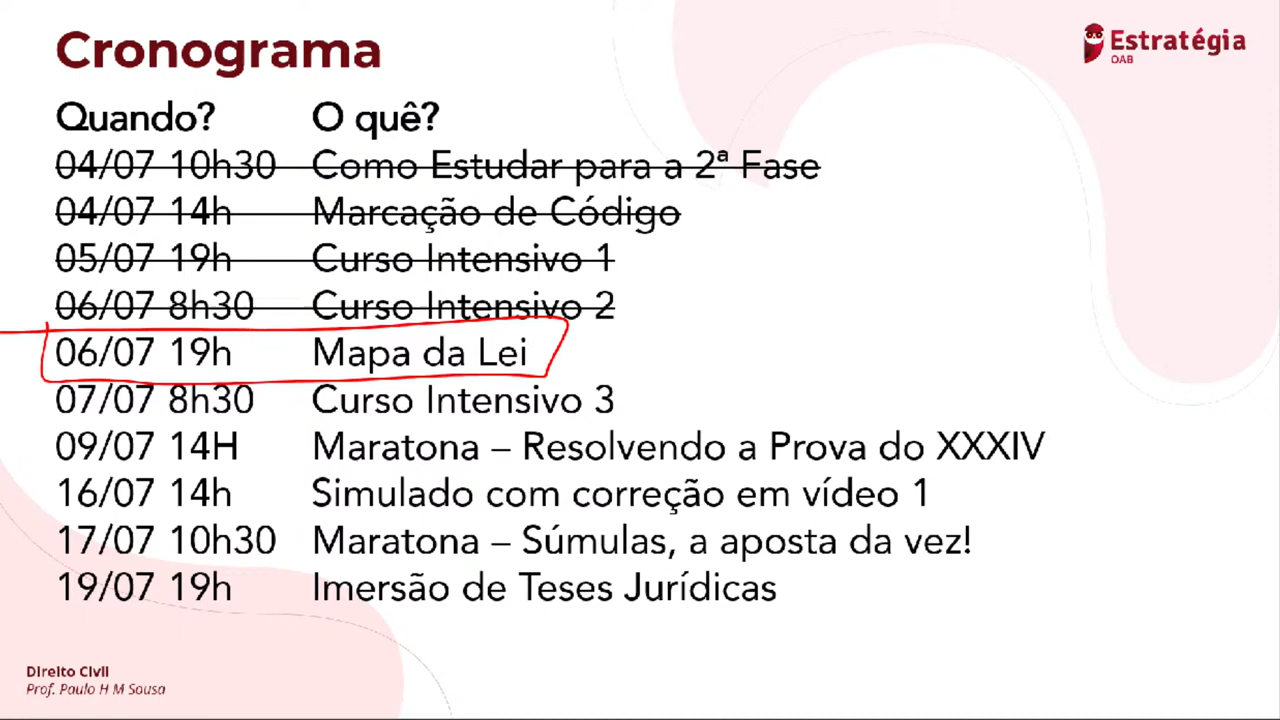 Cronograma
Estratégia
OAB
Quando? O quê?
04/07 10h30 Como Estudar para a 2ª Fase
04/07 14h Marcação de Código
05/07 19h Curso Intensivo 1
06/07 8h30 Curso Intensivo 2
06/07 19h Mapa da Lei
07/07 8h30 Curso Intensivo 3
09/07 14H Maratona – Resolvendo a Prova do XXXIV
16/07 14h Simulado com correção em vídeo 1
17/07 10h30 Maratona – Súmulas, a aposta da vez!
19/07 19h Imersão de Teses Jurídicas
Direito Civil
Prof. Paulo H M Sousa